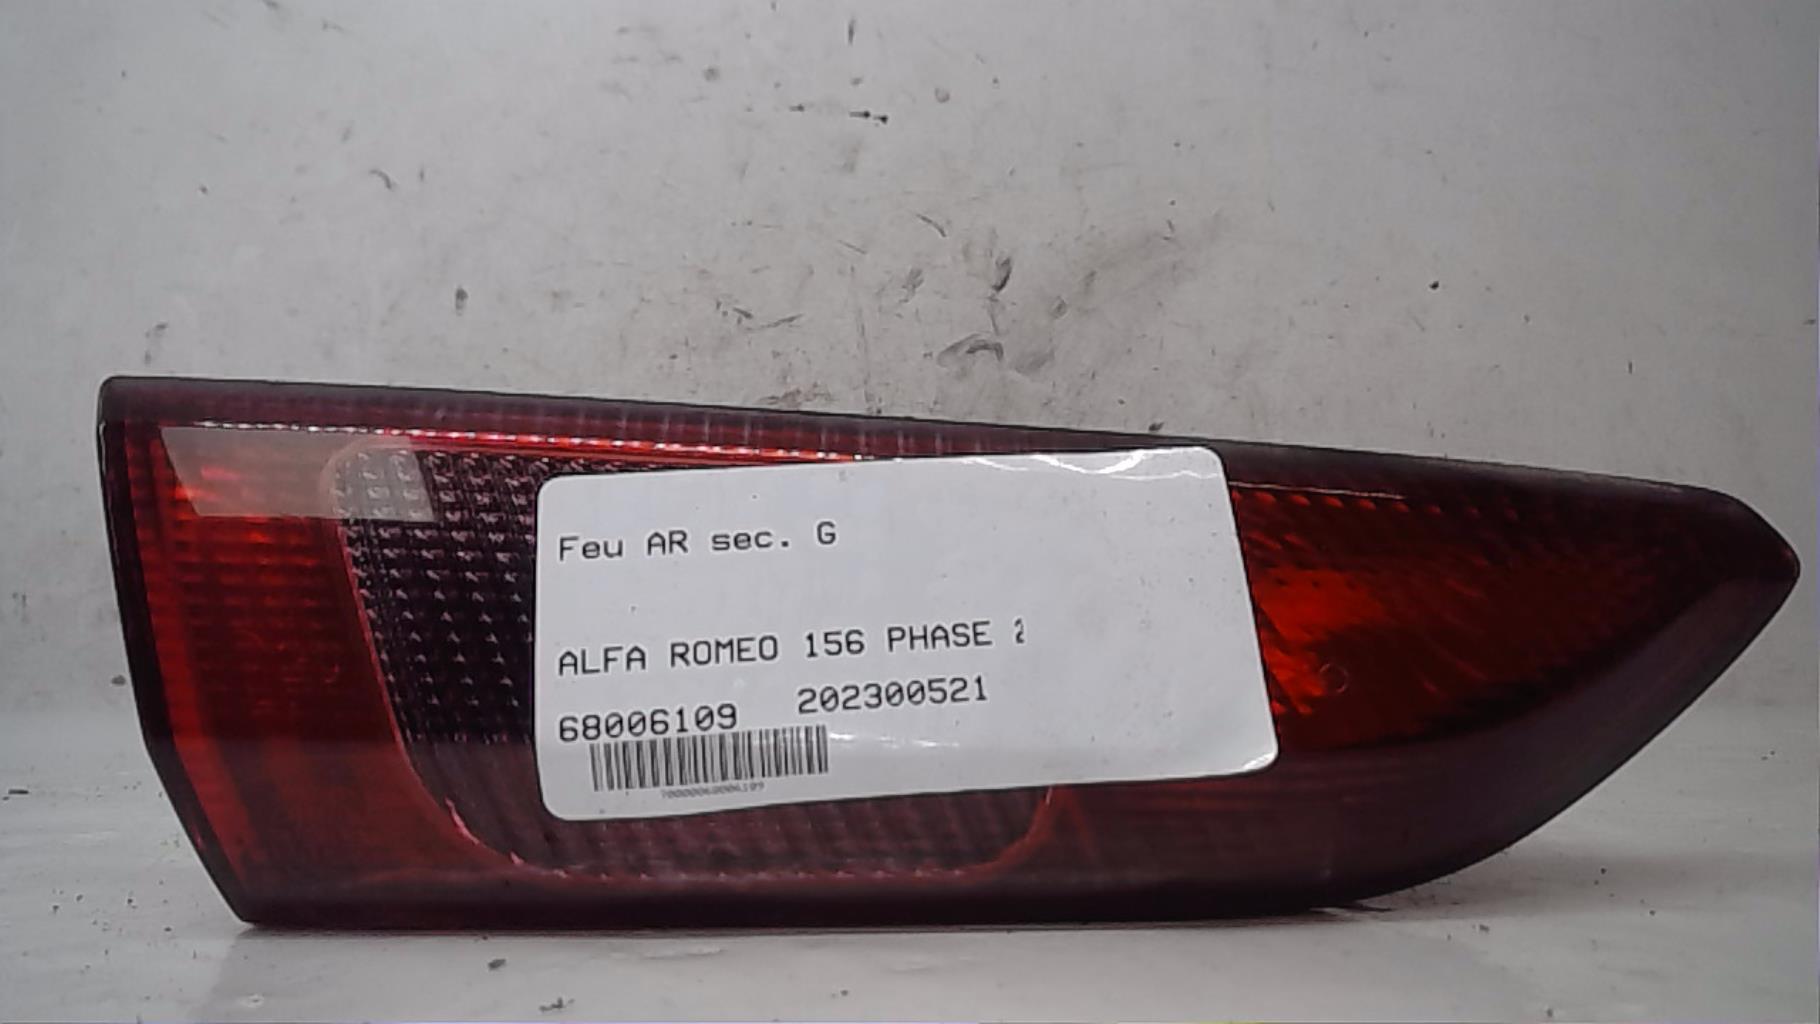 Feu AR sec. G
ALFA ROMEO 156 PHASE 2
68006109 202300521